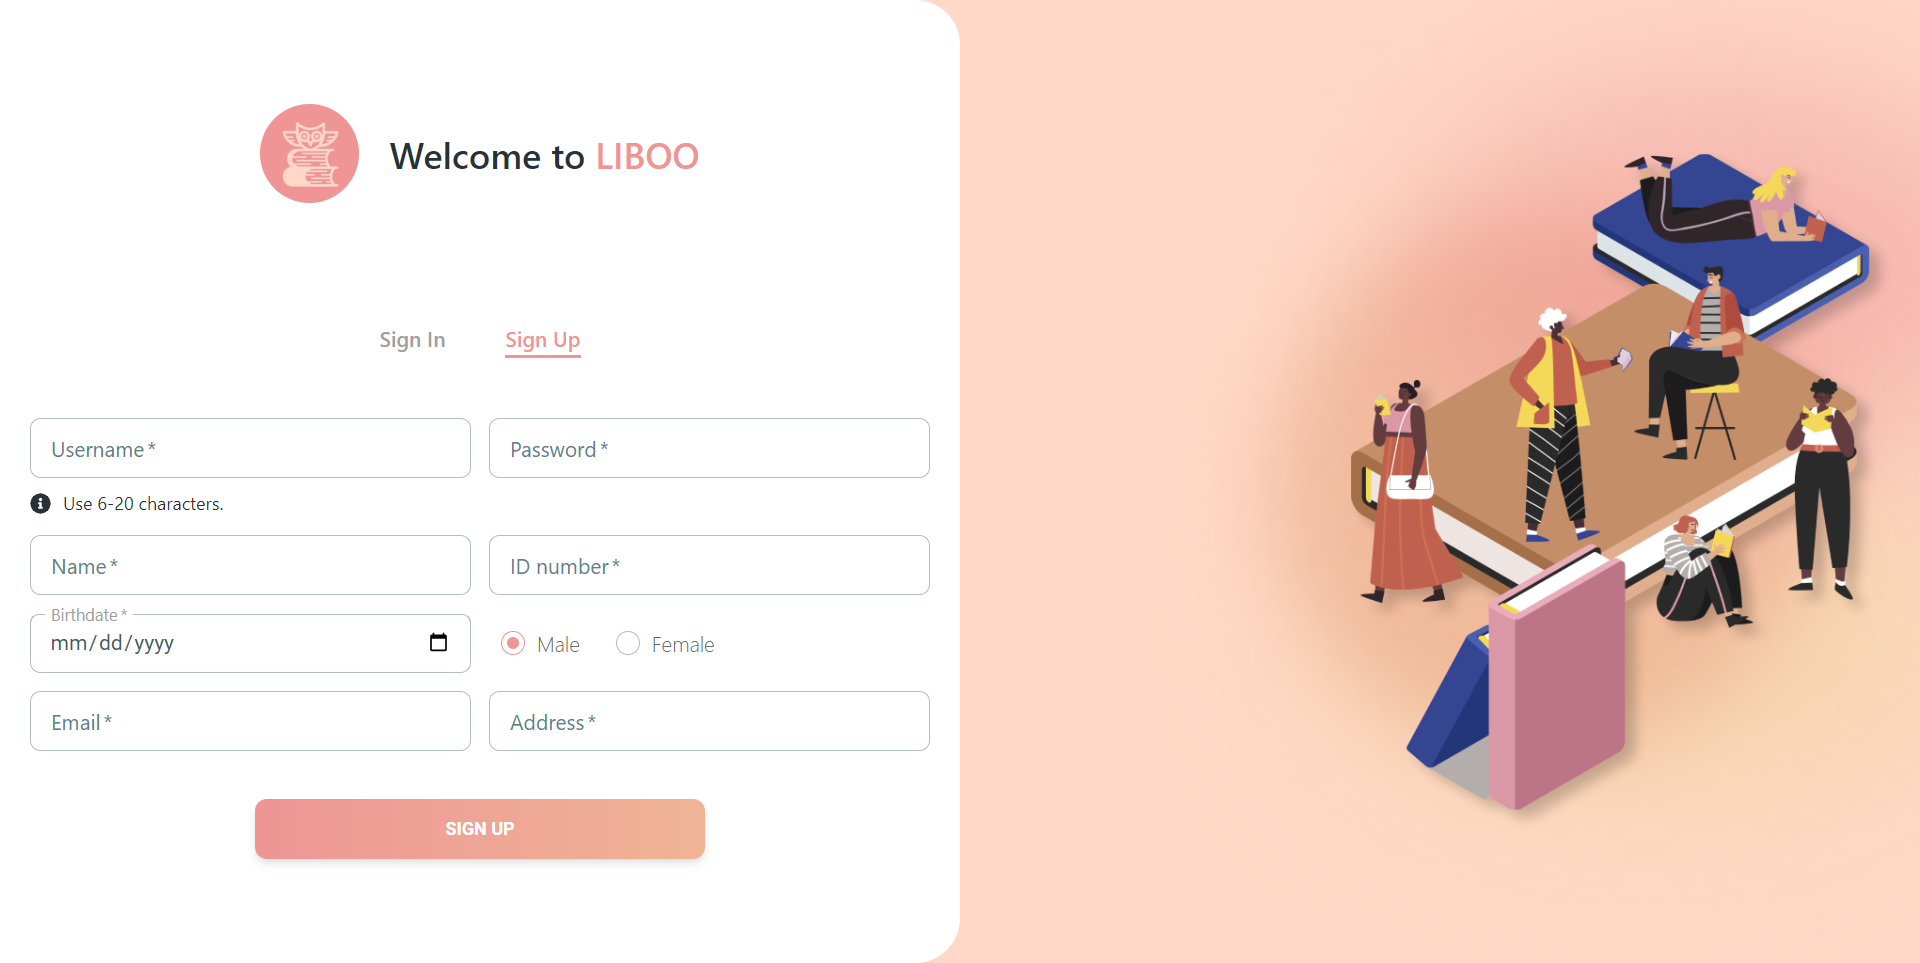 Welcome to LIBOO
Sign In Sign Up
Username * Password *
Use 6-20 characters.
Name * ID number *
Birthdate *
mm/dd/yyyy Male Female
Email * Address *
SIGN UP